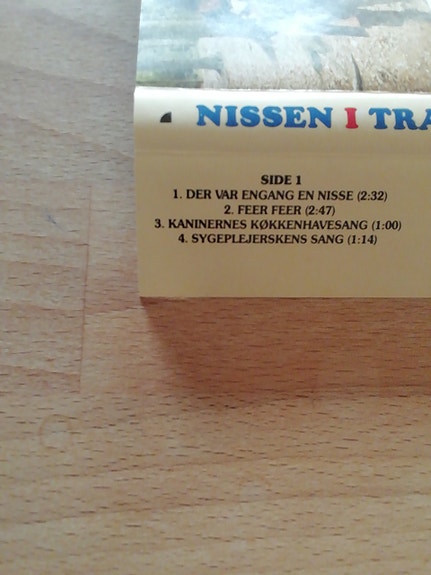 NISSEN I TRA
SIDE 1
1. DER VAR ENGANG EN NISSE (2:32)
2. FEER FEER (2:47)
3. KANINERNES KØKKENHAVESANG (1:00)
4. SYGEPLEJERSKENS SANG (1:14)